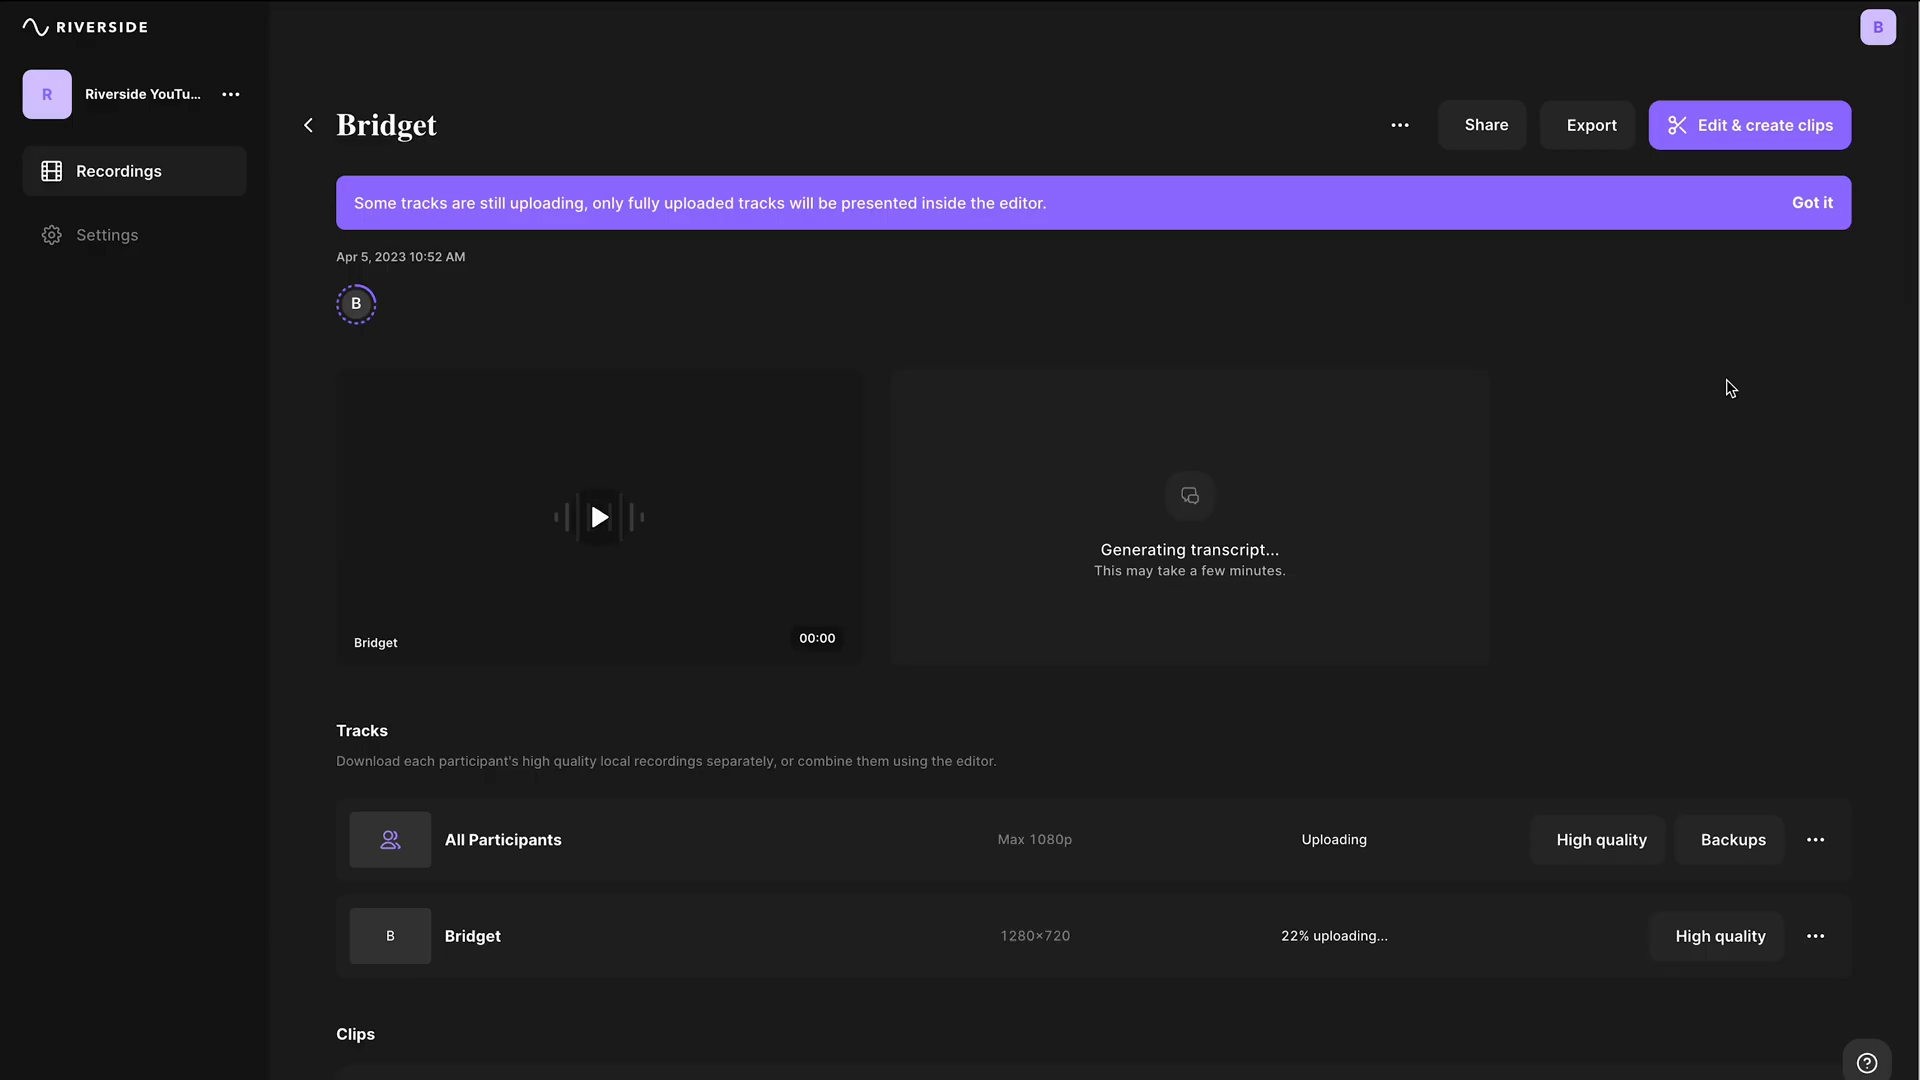 RIVERSIDE
B
R
Riverside YouTu...
Recordings
Settings
Bridget
Share
Export
Edit & create clips
Some tracks are still uploading, only fully uploaded tracks will be presented inside the editor.
Got it
Apr 5, 2023 10:52 AM
B
Generating transcript...
This may take a few minutes.
Bridget
00:00
Tracks
Download each participant's high quality local recordings separately, or combine them using the editor.
All Participants
Max 1080p
Uploading
High quality
Backups
B
Bridget
1280×720
22% uploading...
High quality
Clips